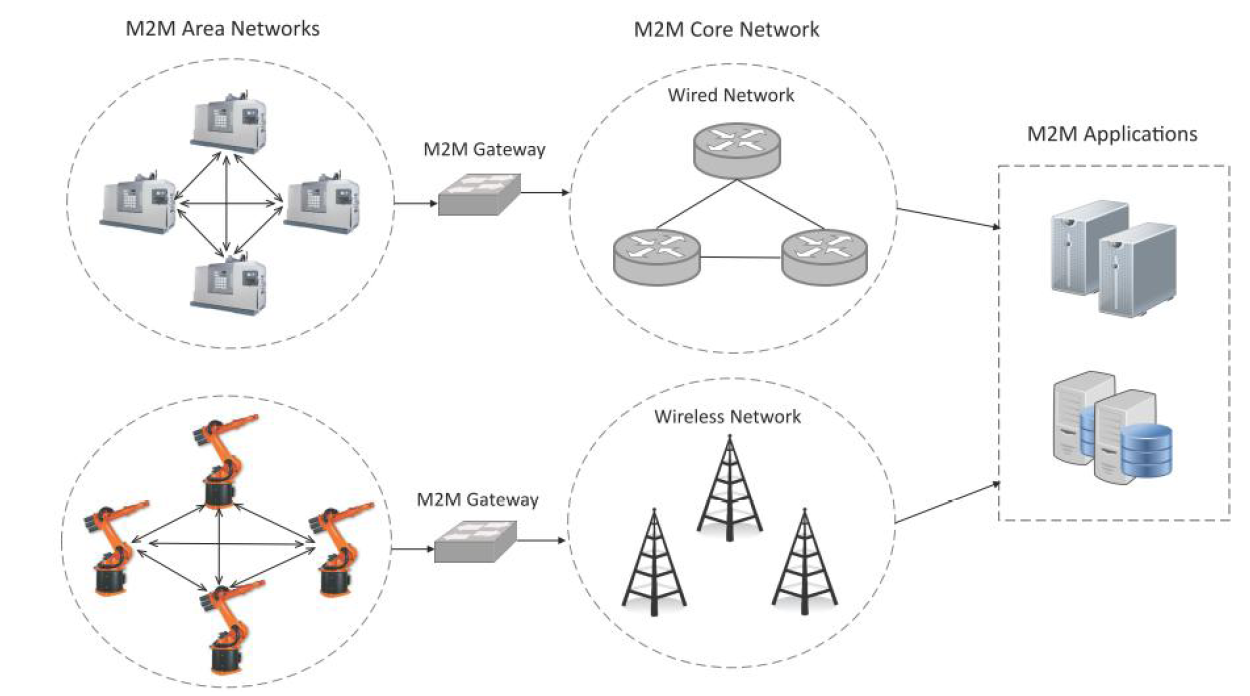 M2M Area Networks
M2M Core Network
Wired Network
M2M Applications
M2M Gateway
Wireless Network
M2M Gateway